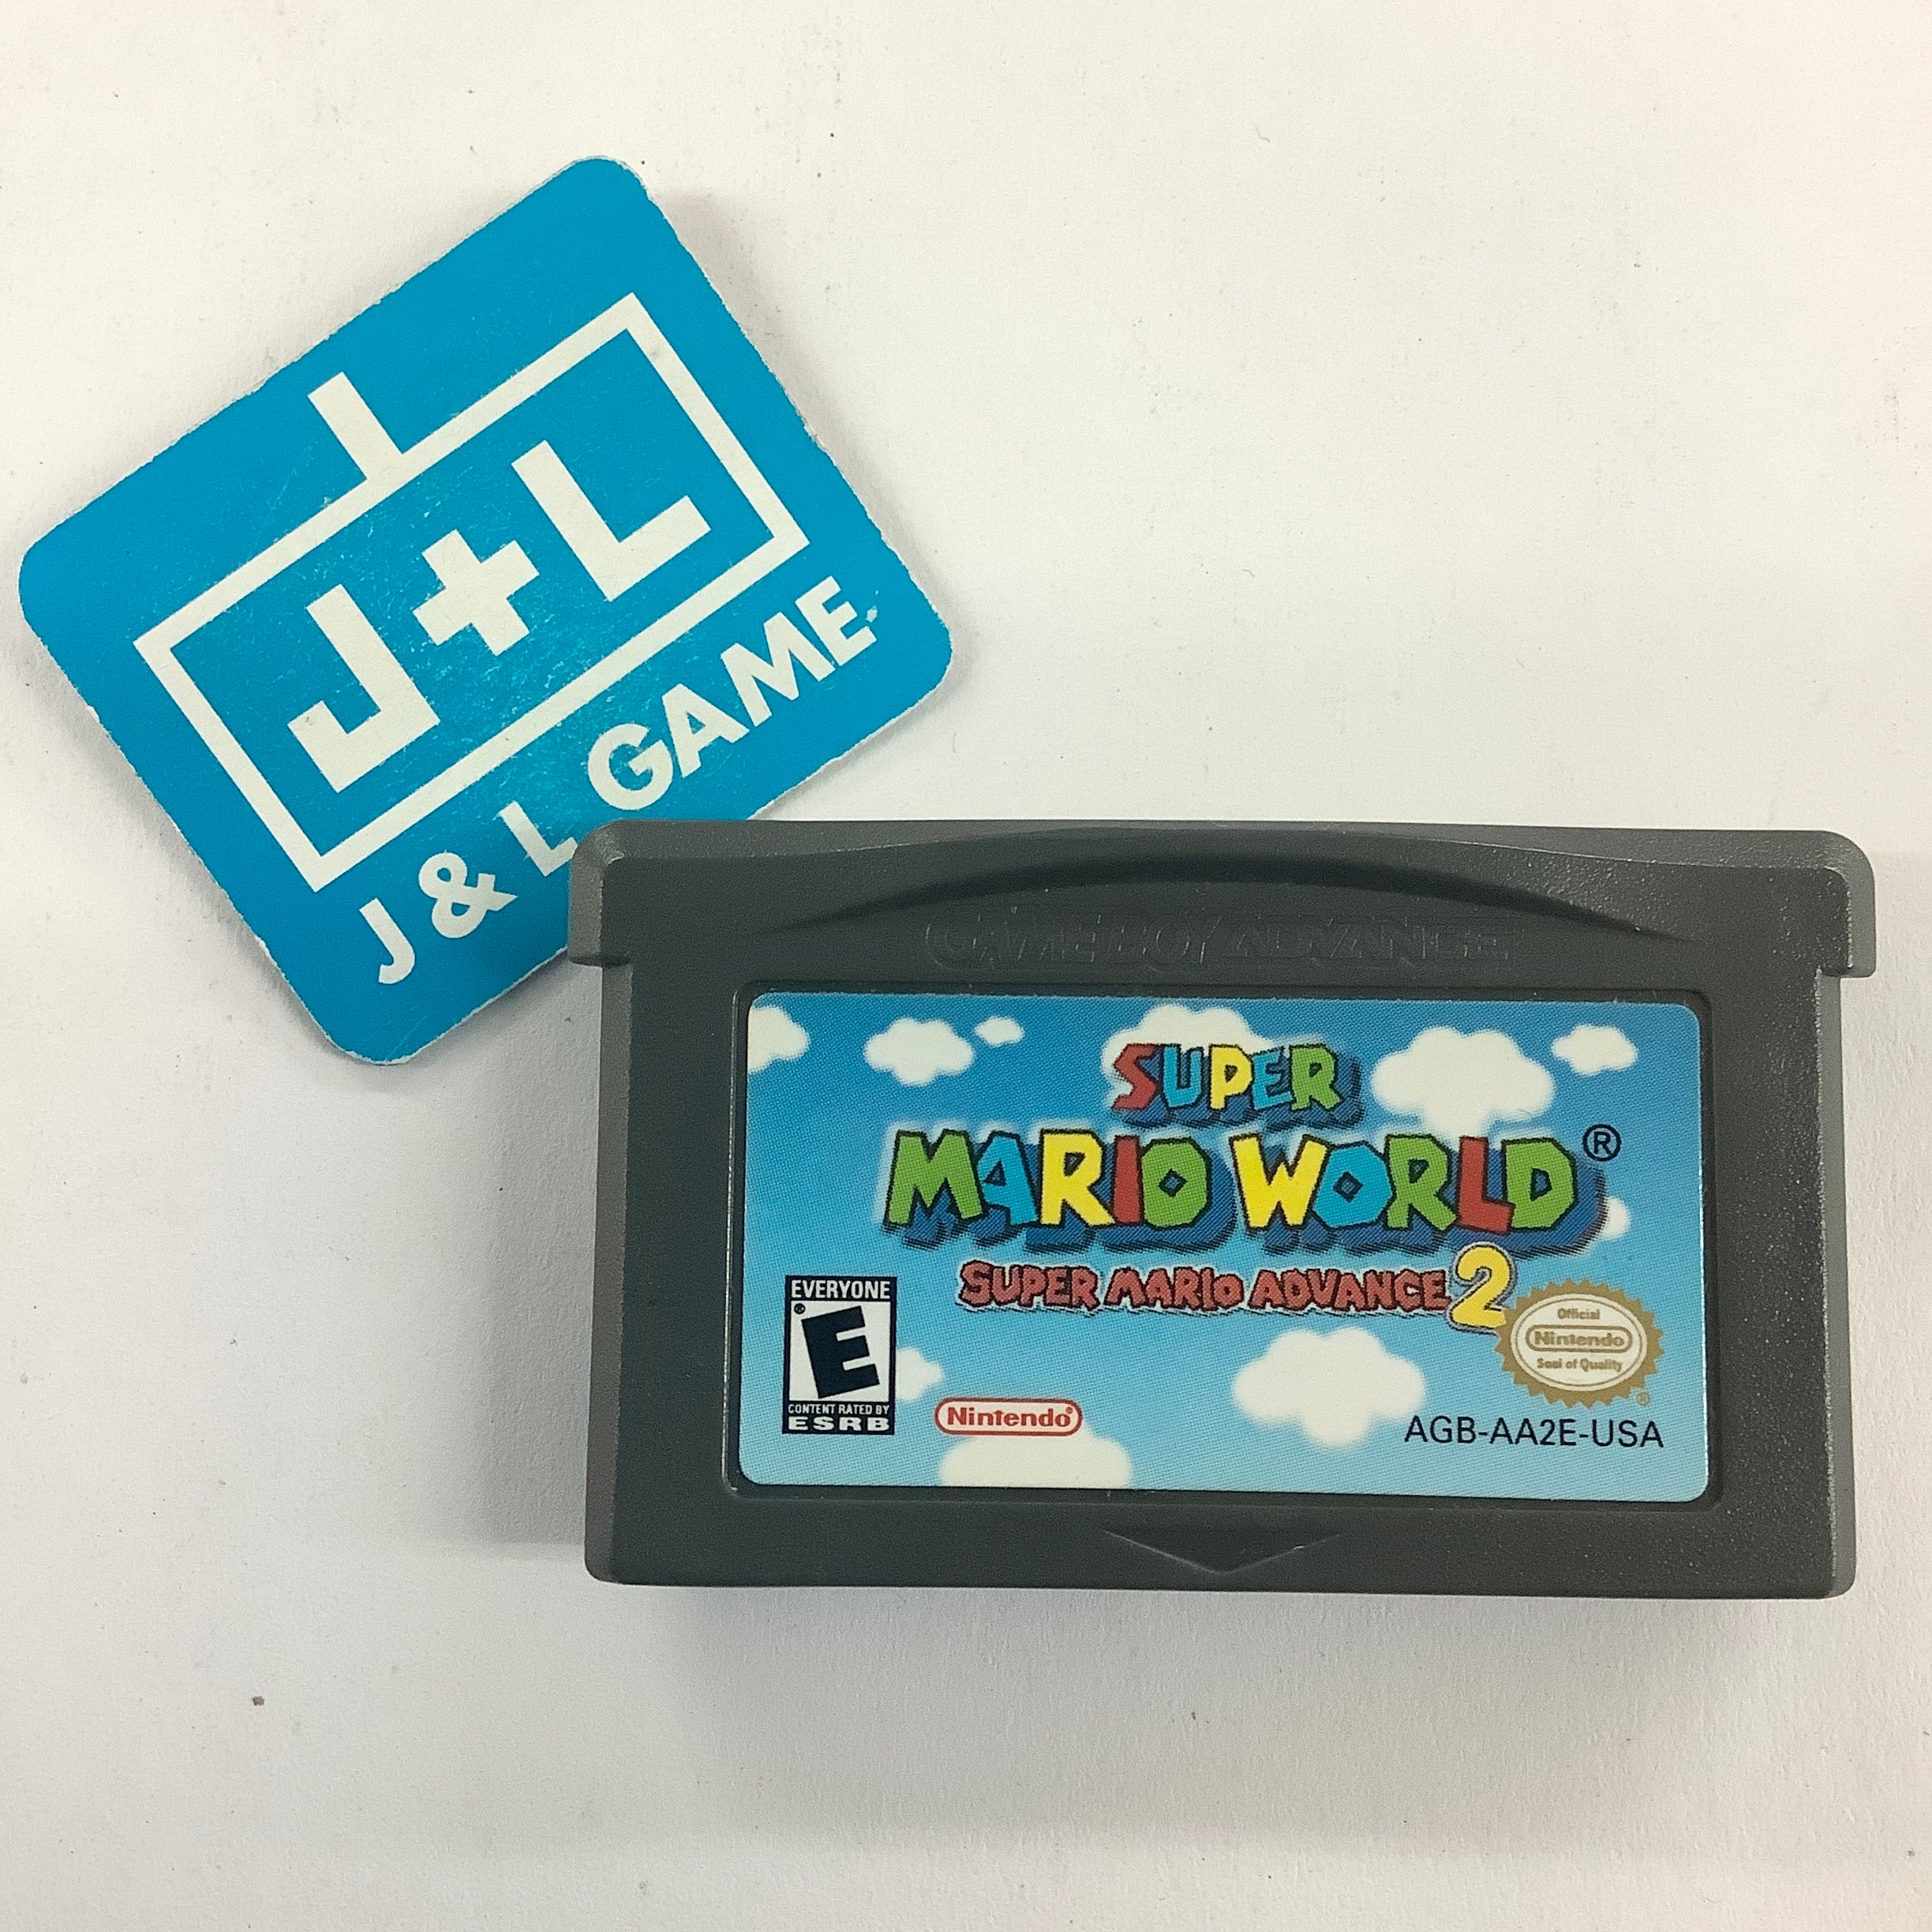 J+L
J & L GAME
GAME BOY ADVANCE
SUPER
MARIO WORLD®
SUPER MARIO ADVANCE 2
EVERYONE
E
CONTENT RATED BY
ESRB
Nintendo®
Official
Nintendo
Seal of Quality
AGB-AA2E-USA